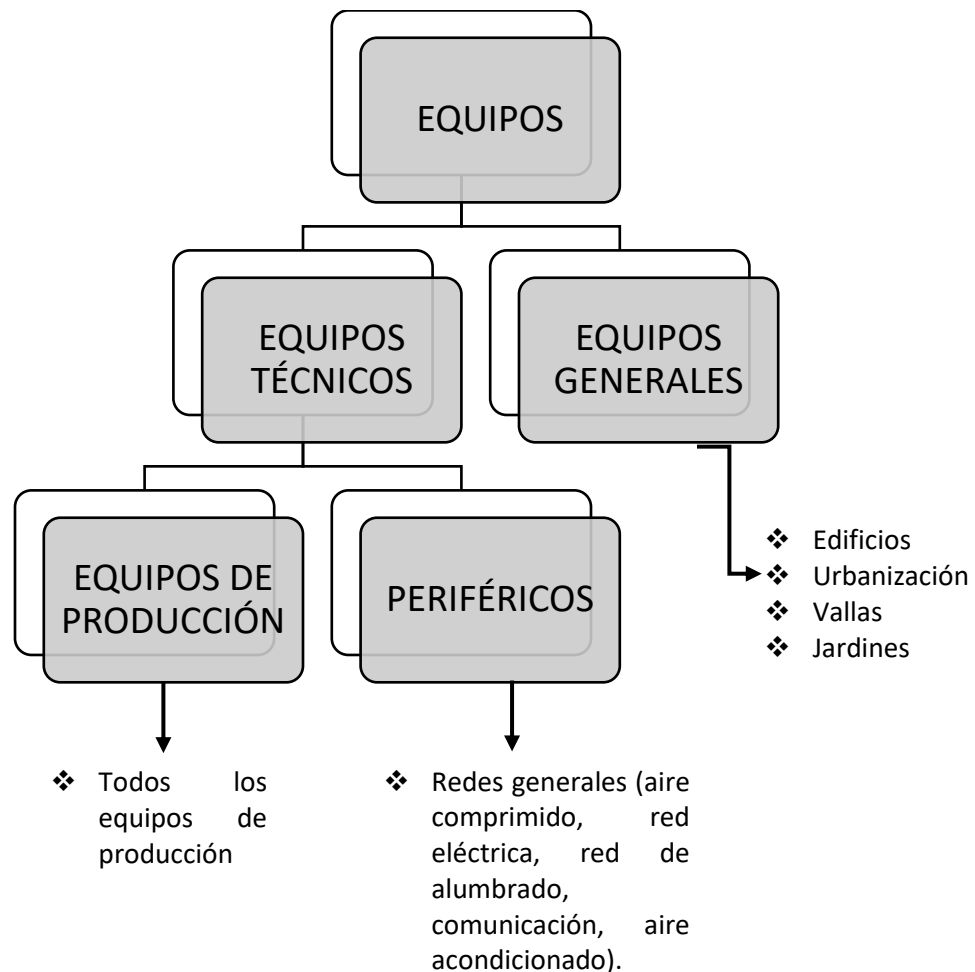 EQUIPOS
EQUIPOS
TÉCNICOS
EQUIPOS
GENERALES
EQUIPOS DE
PRODUCCIÓN
PERIFÉRICOS
❖ Edificios
❖ Urbanización
❖ Vallas
❖ Jardines
❖ Todos los
equipos de
producción
❖ Redes generales (aire
comprimido, red
eléctrica, red de
alumbrado,
comunicación, aire
acondicionado).